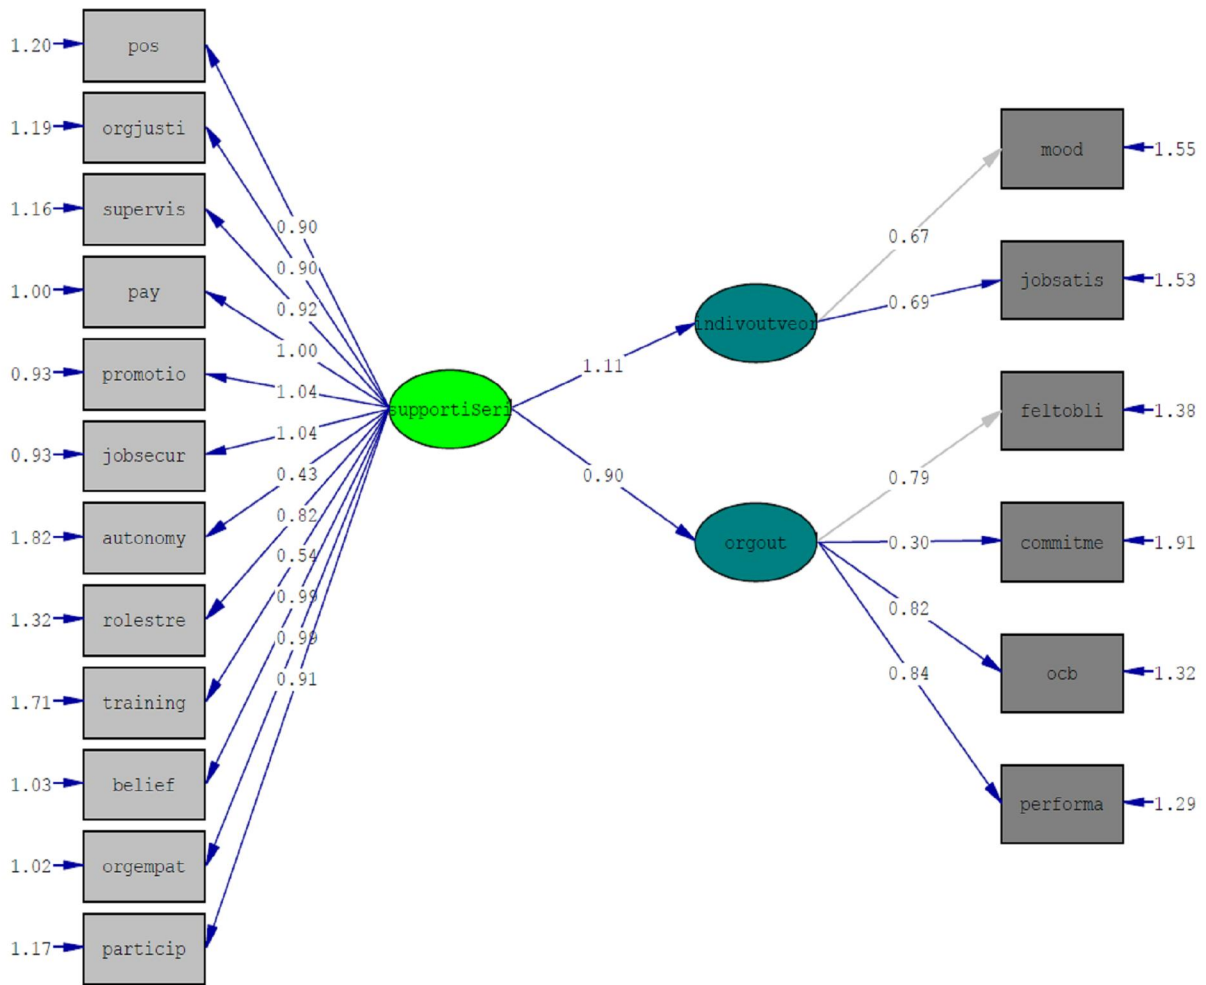 1.20 pos
1.19 orgjusti
1.16 supervis
1.00 pay
0.93 promotio
0.93 jobsecur
1.82 autonomy
1.32 rolestre
1.71 training
1.03 belief
1.02 orgempat
1.17 particip
0.90
0.90
0.92
1.00
1.04
1.04
0.43
0.82
0.54
0.99
0.99
0.91
supportiSeri
1.11
0.90
indivoutveor
orgout
0.67
0.69
0.79
0.30
0.82
0.84
mood 1.55
jobsatis 1.53
feltobli 1.38
commitme 1.91
ocb 1.32
performa 1.29